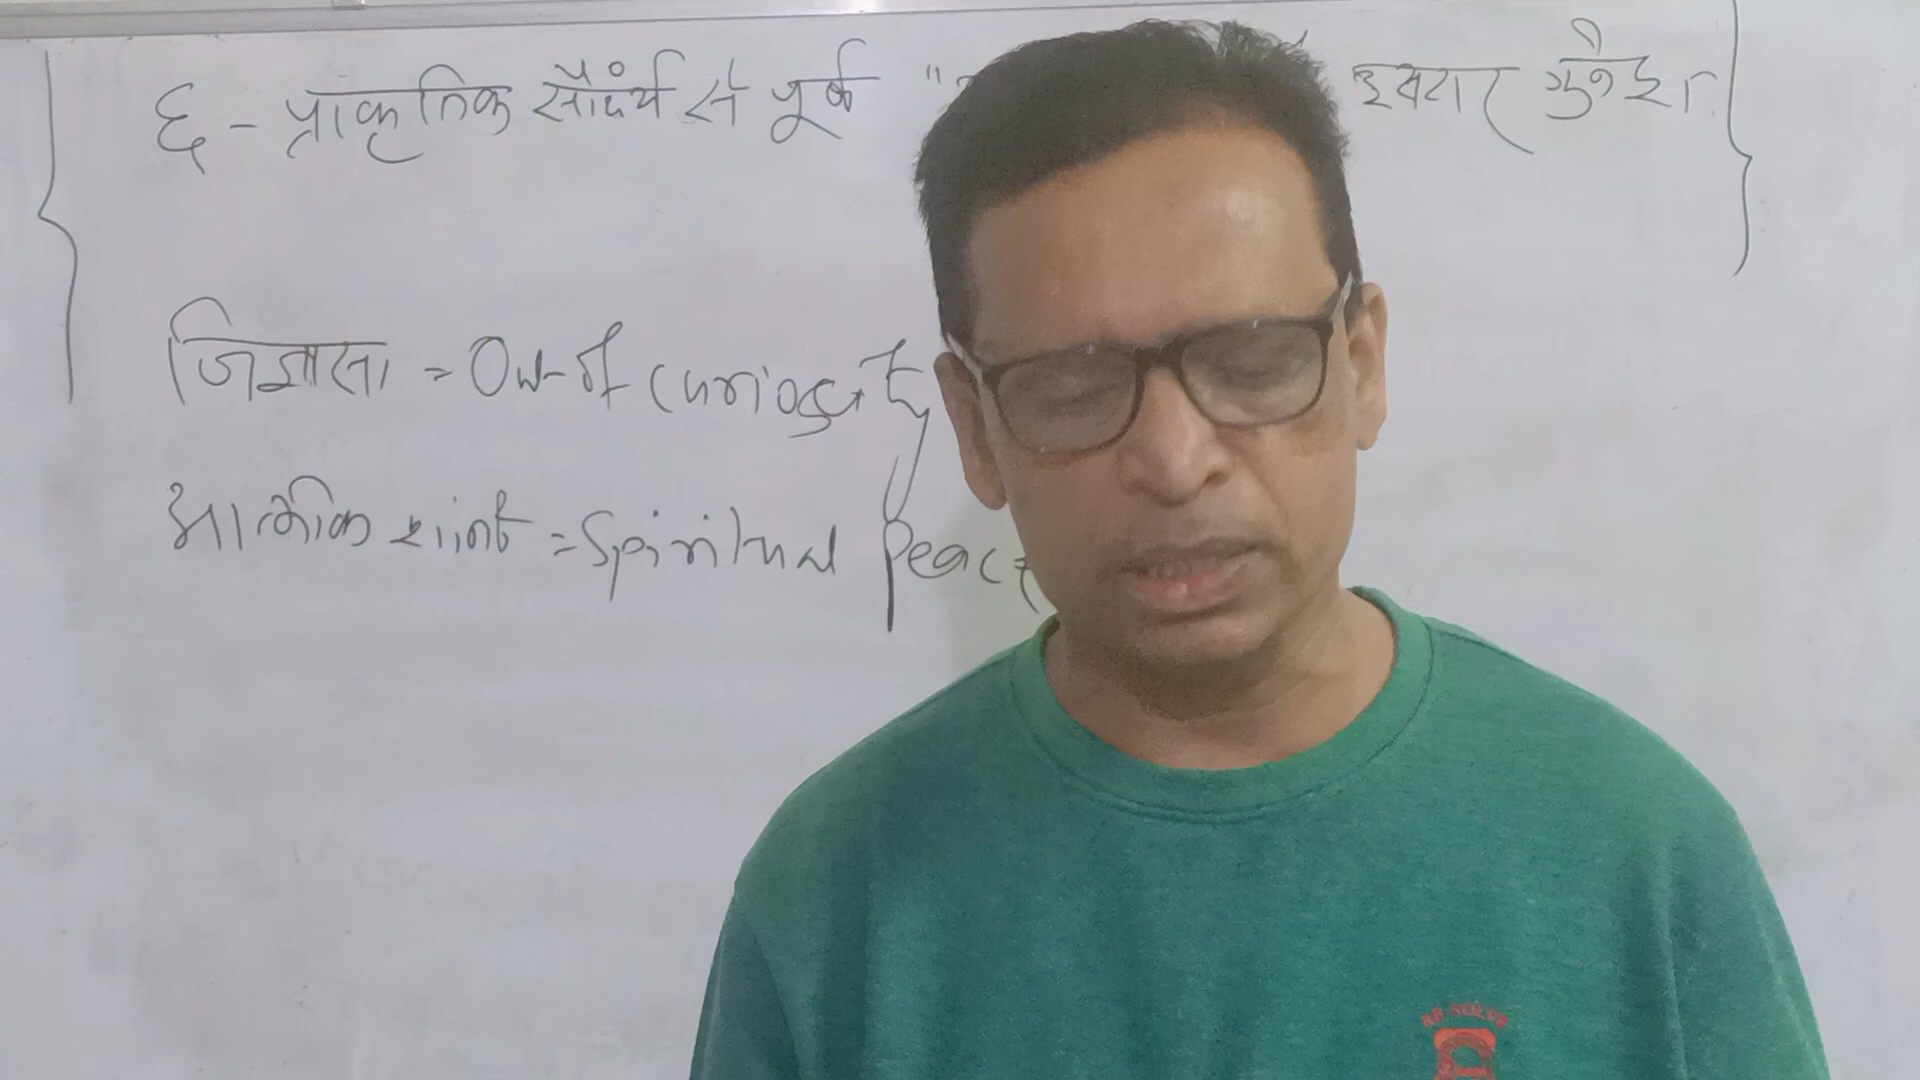 ६ - प्राकृतिक सौंदर्य से पूर्व "
जिज्ञासा = Out of curiosity
आत्मीक शांति = Spiritual Peace